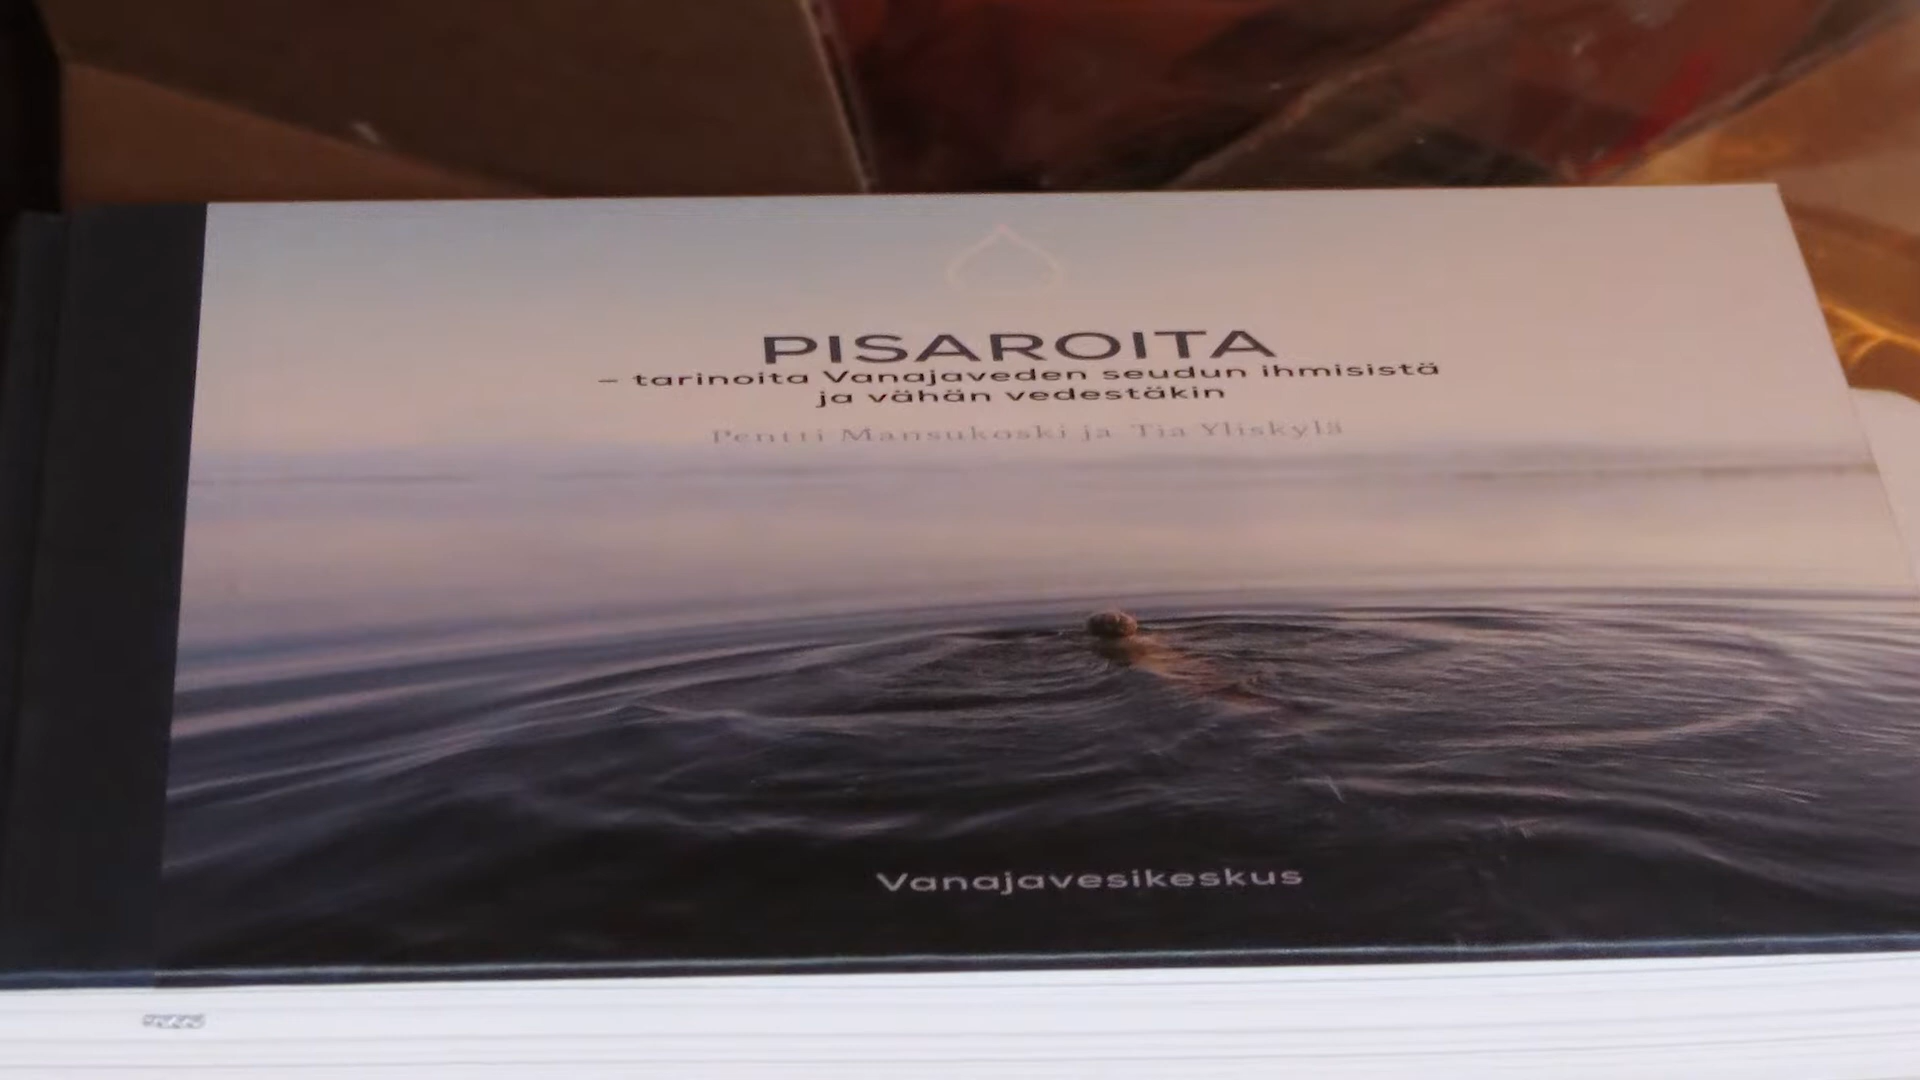 PISAROITA
– tarinoita Vanajaveden seudun ihmisistä
ja vähän vedestäkin
Pentti Mansukoski ja Tia Yliskylä
Vanajavesikeskus